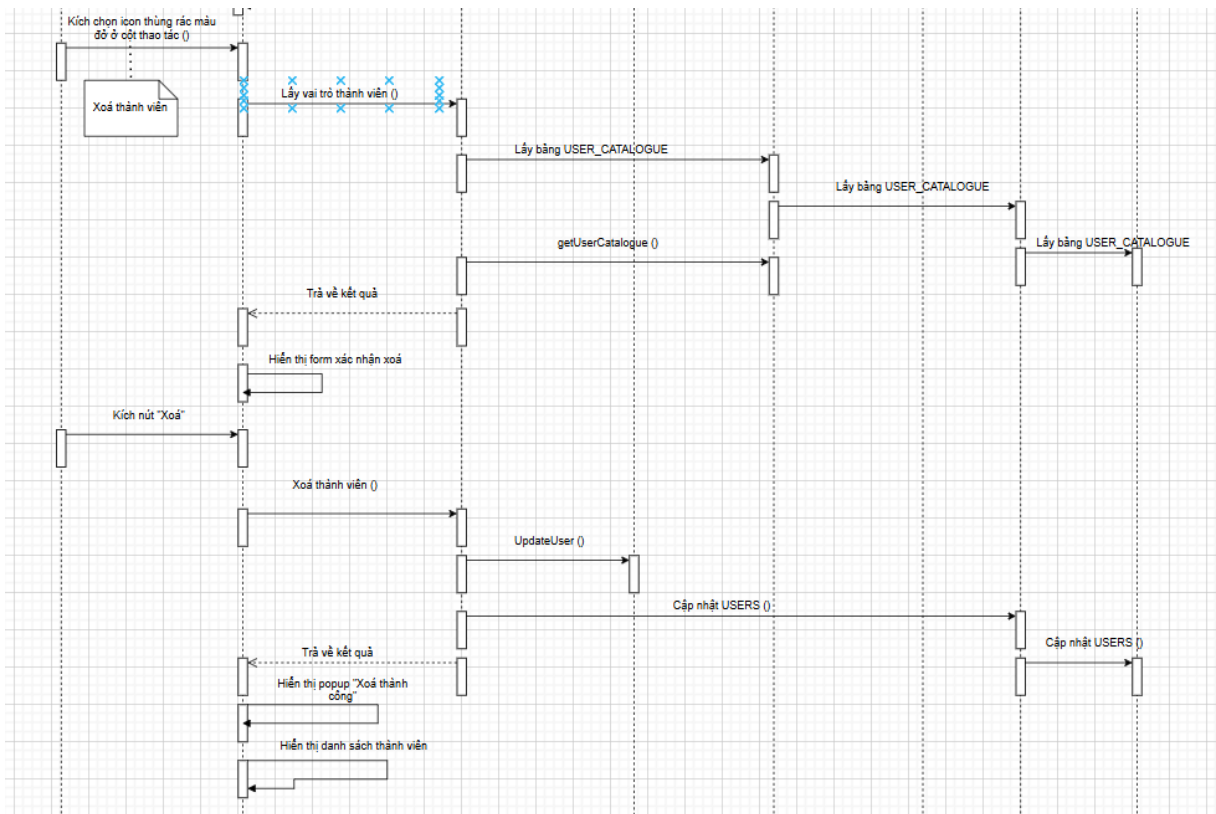 Kích chọn icon thùng rác màu
đỏ ở cột thao tác ()
Xoá thành viên
Lấy vai trò thành viên ()
Lấy bảng USER_CATALOGUE
Lấy bảng USER_CATALOGUE
getUserCatalogue ()
Lấy bảng USER_CATALOGUE
Trả về kết quả
Hiển thị form xác nhận xoá
Kích nút "Xoá"
Xoá thành viên ()
UpdateUser ()
Cập nhật USERS ()
Cập nhật USERS ()
Trả về kết quả
Hiển thị popup "Xoá thành
công"
Hiển thị danh sách thành viên